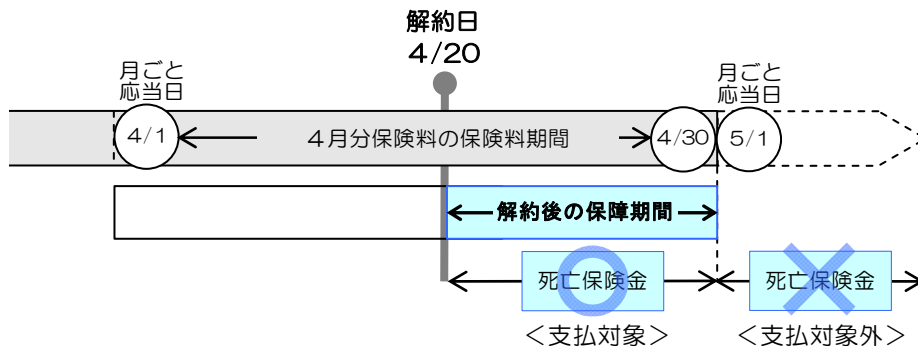 解約日
4/20
月ごと
応当日
月ごと
応当日
4/1
4月分保険料の保険料期間
4/30
5/1
解約後の保障期間
死亡保険金
死亡保険金
＜支払対象＞
＜支払対象外＞